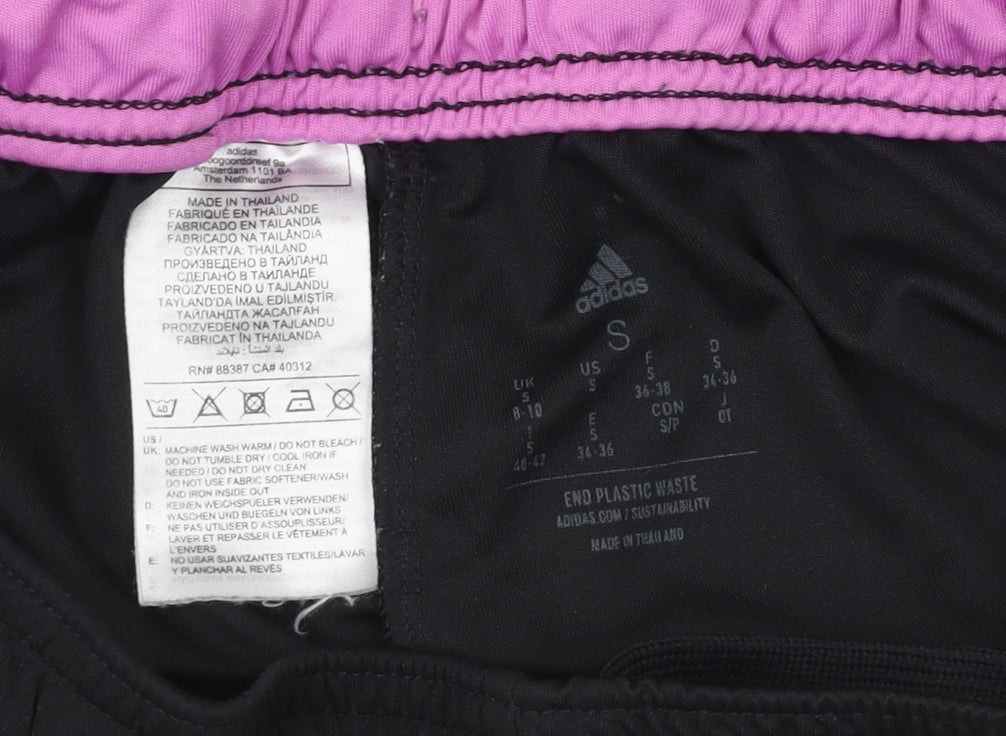 adidas
Amsterdam 1101 BA
The Netherlands
MADE IN THAILAND
FABRIQUÉ EN THAÏLANDE
FABRICADO EN TAILANDIA
FABRICADO NA TAILÂNDIA
GYÁRTVA: THAILAND
ПРОИЗВЕДЕНО В ТАЙЛАНД
СДЕЛАНО В ТАИЛАНДЕ
PROIZVEDENO U TAJLANDU
TAYLAND'DA İMAL EDİLMİŞTİR.
ТАЙЛАНДТА ЖАСАЛҒАН
PROIZVEDENO NA TAJLANDU
FABRICAT ÎN THAILANDA
بلد المنشأ : تايلاند
RN# 88387 CA# 40312
40
US /
UK: MACHINE WASH WARM / DO NOT BLEACH /
DO NOT TUMBLE DRY / COOL IRON IF
NEEDED / DO NOT DRY CLEAN
DO NOT USE FABRIC SOFTENER/WASH
AND IRON INSIDE OUT
D: KEINEN WEICHSPUELER VERWENDEN/
WASCHEN UND BUEGELN VON LINKS
F: NE PAS UTILISER D'ASSOUPLISSEUR/
LAVER ET REPASSER LE VÊTEMENT À
L'ENVERS
E: NO USAR SUAVIZANTES TEXTILES/LAVAR
Y PLANCHAR AL REVÉS
adidas
S
UK US F D
S S S S
8-10 36-38 34-36
I E CDN J
S S S/P OT
40-42 34-36
END PLASTIC WASTE
ADIDAS.COM / SUSTAINABILITY
MADE IN THAILAND